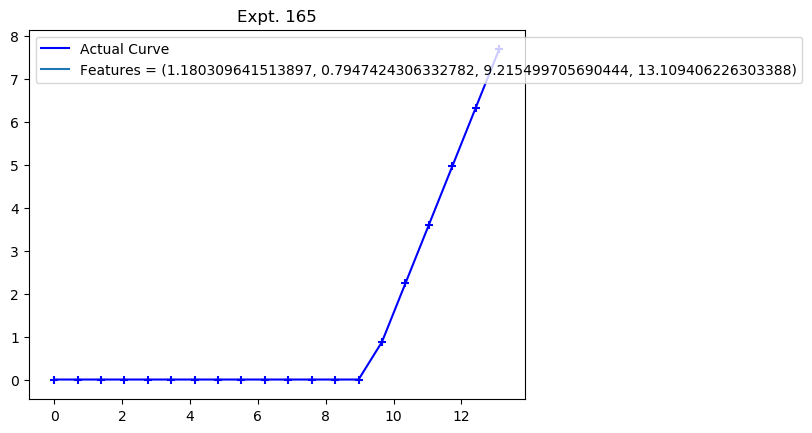 Expt. 165
Actual Curve
Features = (1.180309641513897, 0.7947424306332782, 9.215499705690444, 13.109406226303388)
8
7
6
5
4
3
2
1
0
0 2 4 6 8 10 12